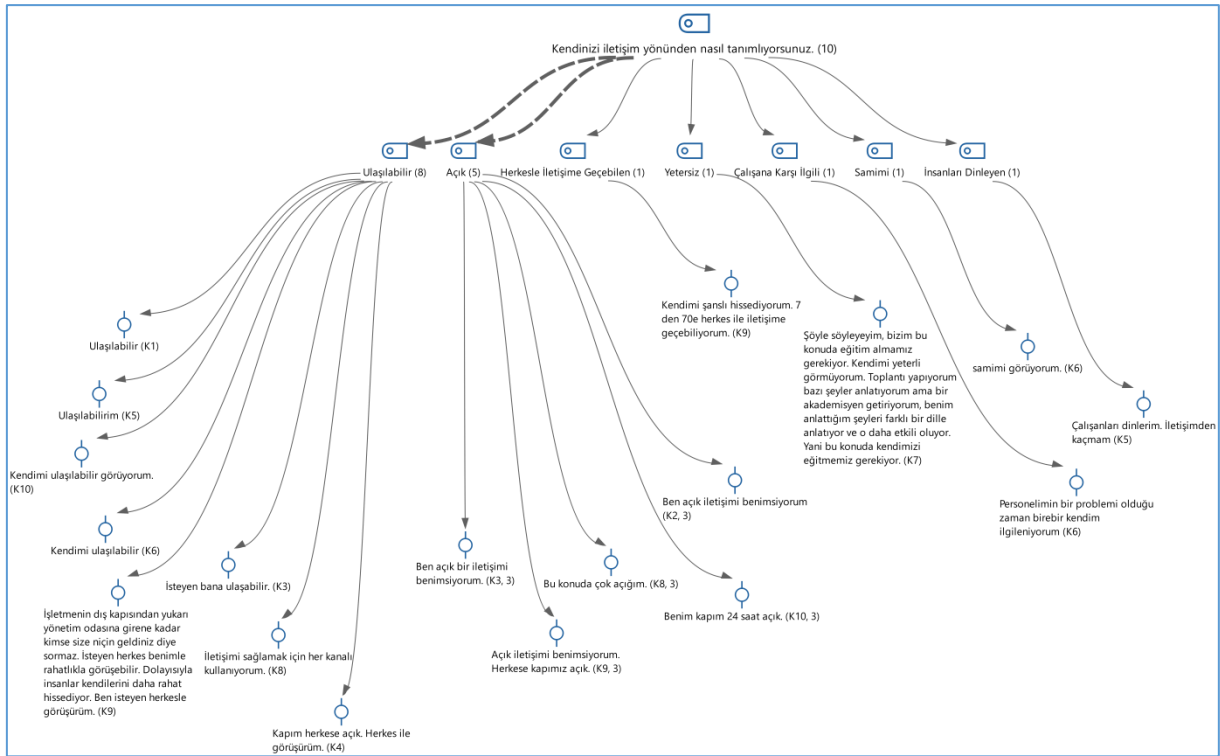 Kendinizi iletişim yönünden nasıl tanımlıyorsunuz. (10)
Ulaşılabilir (8)
Açık (5)
Herkesle İletişime Geçebilen (1)
Yetersiz (1)
Çalışana Karşı İlgili (1)
Samimi (1)
İnsanları Dinleyen (1)
Ulaşılabilir (K1)
Ulaşılabilirim (K5)
Kendimi ulaşılabilir görüyorum.
(K10)
Kendimi ulaşılabilir (K6)
İşletmenin dış kapısından yukarı
yönetim odasına girene kadar
kimse size niçin geldiniz diye
sormaz. İsteyen herkes benimle
rahatlıkla görüşebilir. Dolayısıyla
insanlar kendilerini daha rahat
hissediyor. Ben isteyen herkesle
görüşürüm. (K9)
İsteyen bana ulaşabilir. (K3)
İletişimi sağlamak için her kanalı
kullanıyorum. (K8)
Kapım herkese açık. Herkes ile
görüşürüm. (K4)
Ben açık bir iletişimi
benimsiyorum. (K3, 3)
Açık iletişimi benimsiyorum.
Herkese kapımız açık. (K9, 3)
Bu konuda çok açığım. (K8, 3)
Benim kapım 24 saat açık. (K10, 3)
Ben açık iletişimi benimsiyorum
(K2, 3)
Kendimi şanslı hissediyorum. 7
den 70e herkes ile iletişime
geçebiliyorum. (K9)
Şöyle söyleyeyim, bizim bu
konuda eğitim almamız
gerekiyor. Kendimi yeterli
görmüyorum. Toplantı yapıyorum
bazı şeyler anlatıyorum ama bir
akademisyen getiriyorum, benim
anlattığım şeyleri farklı bir dille
anlatıyor ve o daha etkili oluyor.
Yani bu konuda kendimizi
eğitmemiz gerekiyor. (K7)
Personelimin bir problemi olduğu
zaman birebir kendim
ilgileniyorum (K6)
samimi görüyorum. (K6)
Çalışanları dinlerim. İletişimden
kaçmam (K5)